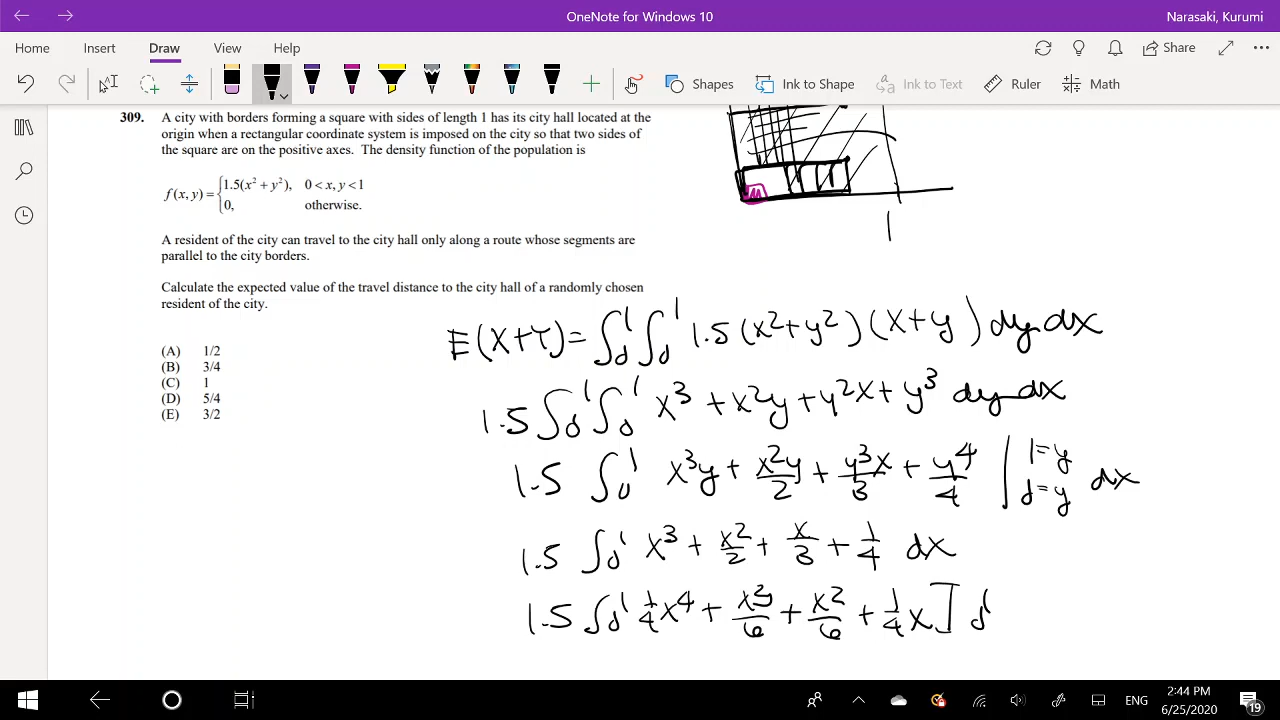 OneNote for Windows 10
Narasaki, Kurumi
Home Insert Draw View Help
Share
Shapes Ink to Shape Ink to Text Ruler Math
309. A city with borders forming a square with sides of length 1 has its city hall located at the
origin when a rectangular coordinate system is imposed on the city so that two sides of
the square are on the positive axes. The density function of the population is
f(x, y) = {1.5(x² + y²), 0 < x, y < 1
0, otherwise.
A resident of the city can travel to the city hall only along a route whose segments are
parallel to the city borders.
Calculate the expected value of the travel distance to the city hall of a randomly chosen
resident of the city.
(A) 1/2
(B) 3/4
(C) 1
(D) 5/4
(E) 3/2
1
E(X+Y) = ∫₀¹ ∫₀¹ 1.5(x²+y²)(x+y) dy dx
1.5 ∫₀¹ ∫₀¹ x³ + x²y + y²x + y³ dy dx
1.5 ∫₀¹ x³y + x²y/2 + y³x/3 + y⁴/4 | 1=y 0=y dx
1.5 ∫₀¹ x³ + x²/2 + x/3 + 1/4 dx
1.5 ∫₀¹ 1/4 x⁴ + x³/6 + x²/6 + 1/4 x ]₀¹
ENG
2:44 PM
6/25/2020
19